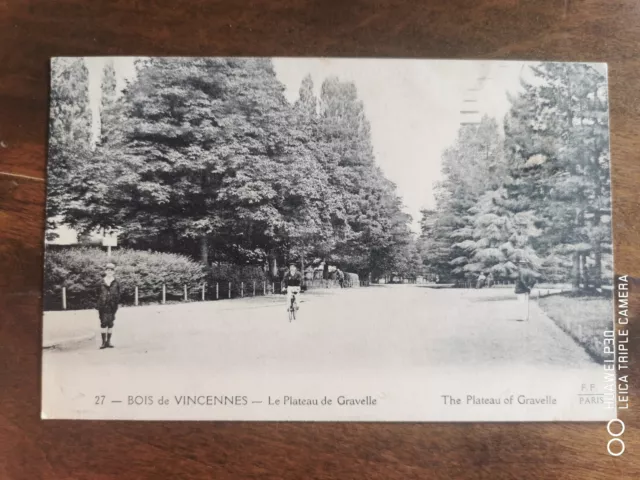 27 — BOIS de VINCENNES — Le Plateau de Gravelle
The Plateau of Gravelle
F. F.
PARIS
HUAWEI P30
LEICA TRIPLE CAMERA